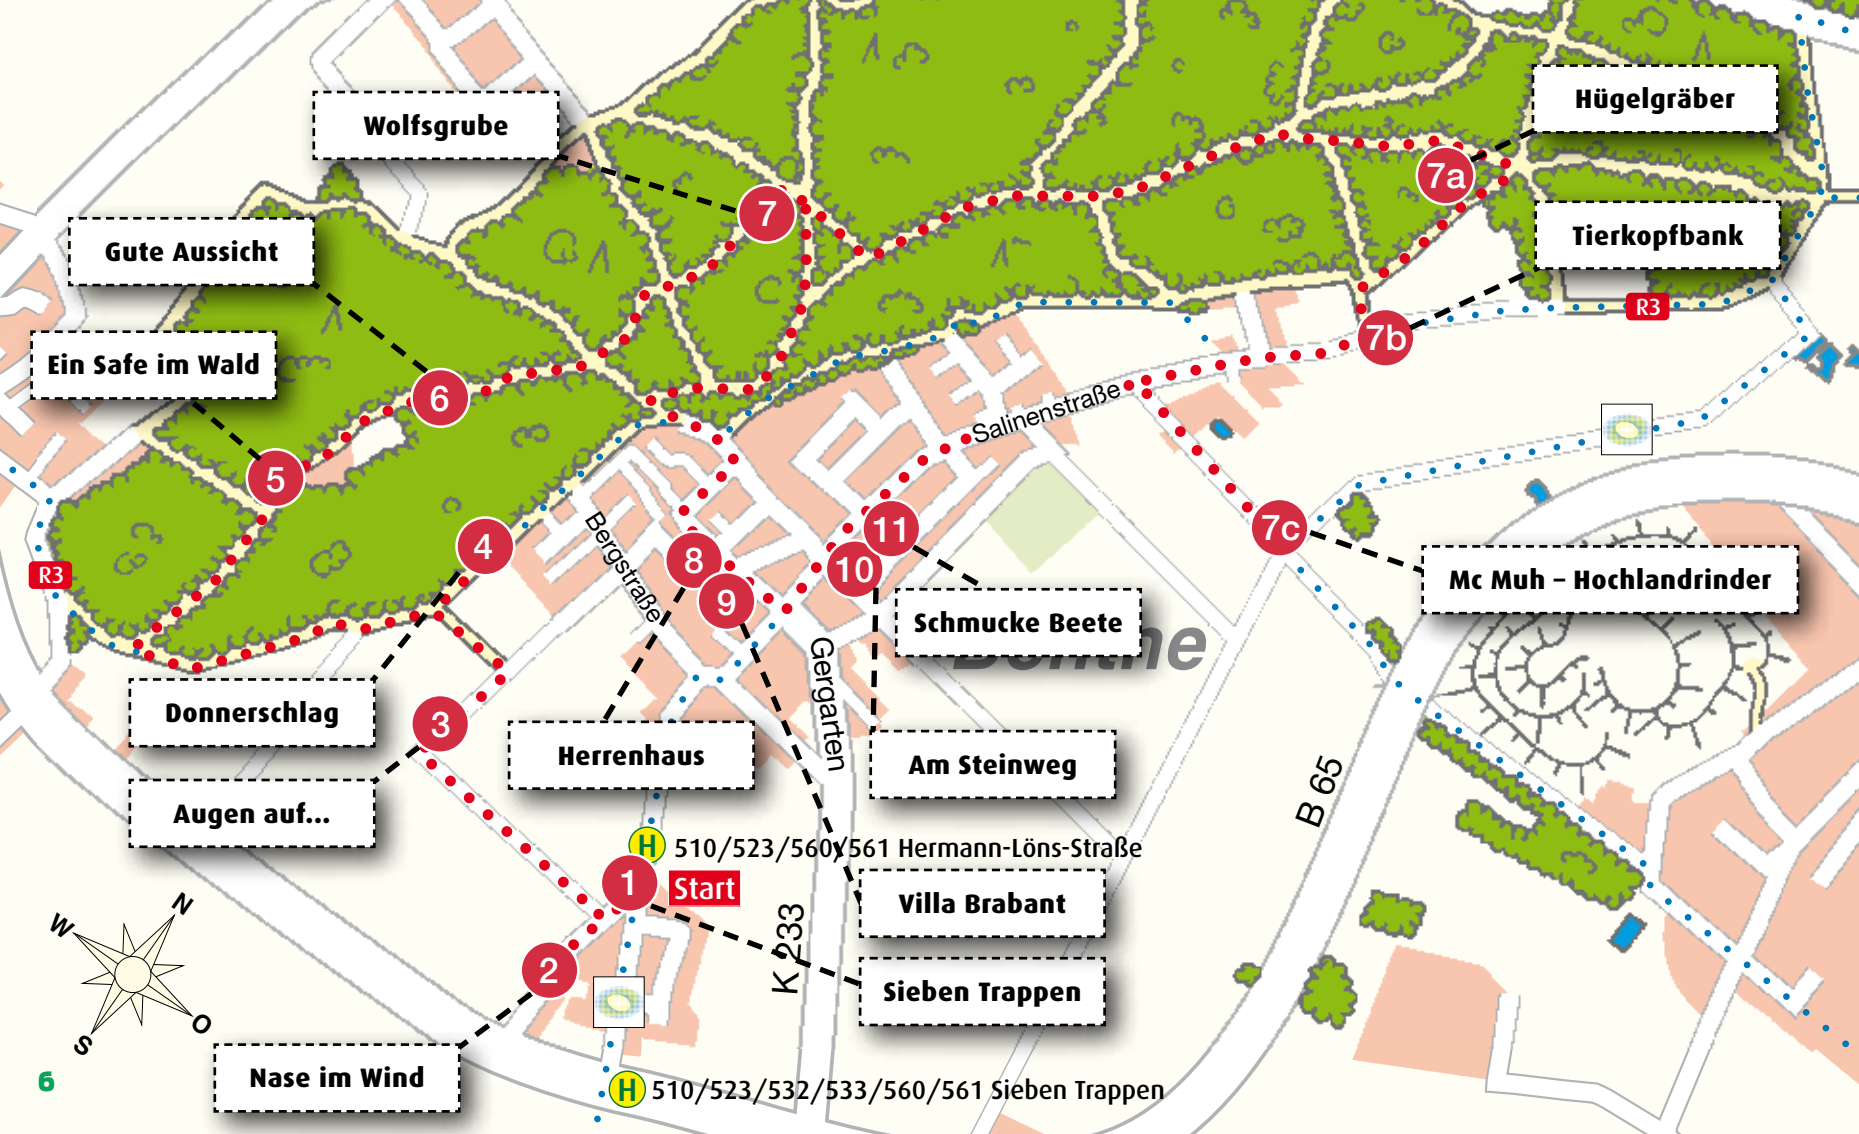 Hügelgräber
Wolfsgrube
7a
7
Tierkopfbank
Gute Aussicht
R3
7b
Ein Safe im Wald
6
Salinenstraße
5
11
7c
4
Bergstraße
8
10
R3
Mc Muh – Hochlandrinder
9
Schmucke Beete
Benthe
Gergarten
Donnerschlag
3
Herrenhaus
Am Steinweg
B 65
Augen auf...
H 510/523/560/561 Hermann-Löns-Straße
1 Start
Villa Brabant
N
W
K 233
2
Sieben Trappen
O
S
Nase im Wind
6
H 510/523/532/533/560/561 Sieben Trappen